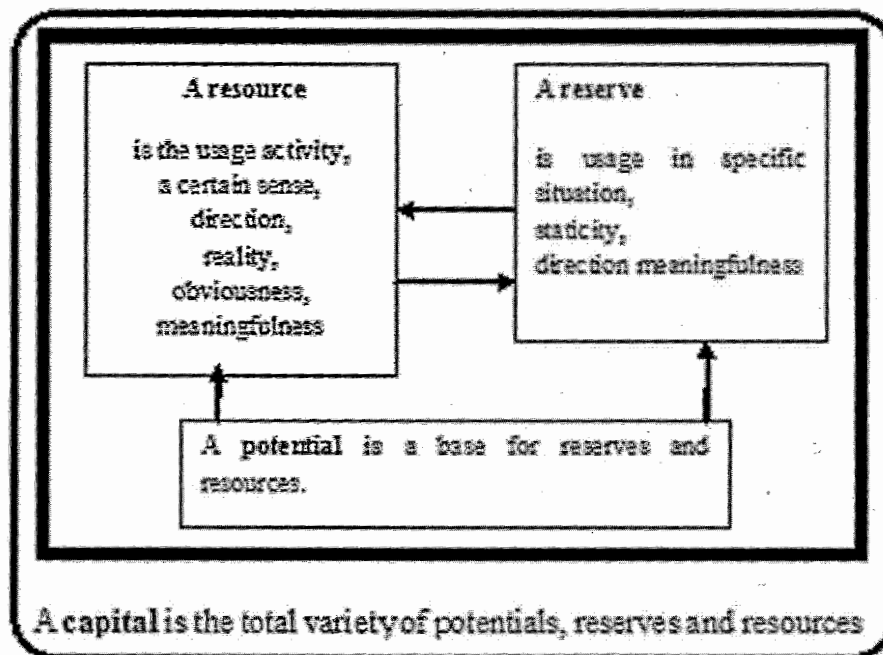 A resource
is the usage activity,
a certain sense,
direction,
reality,
obviousness,
meaningfulness
A reserve
is usage in specific
situation,
staticity,
direction meaningfulness
A potential is a base for reserves and
resources.
A capital is the total variety of potentials, reserves and resources